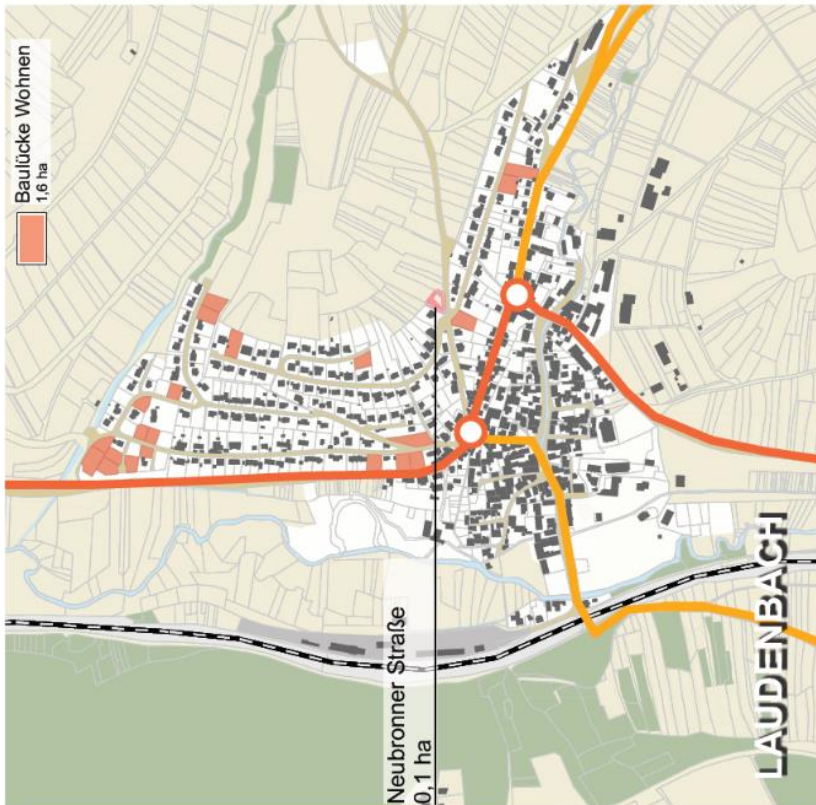 Baulücke Wohnen
1,6 ha
Neubronner Straße
0,1 ha
LAUDENBACH